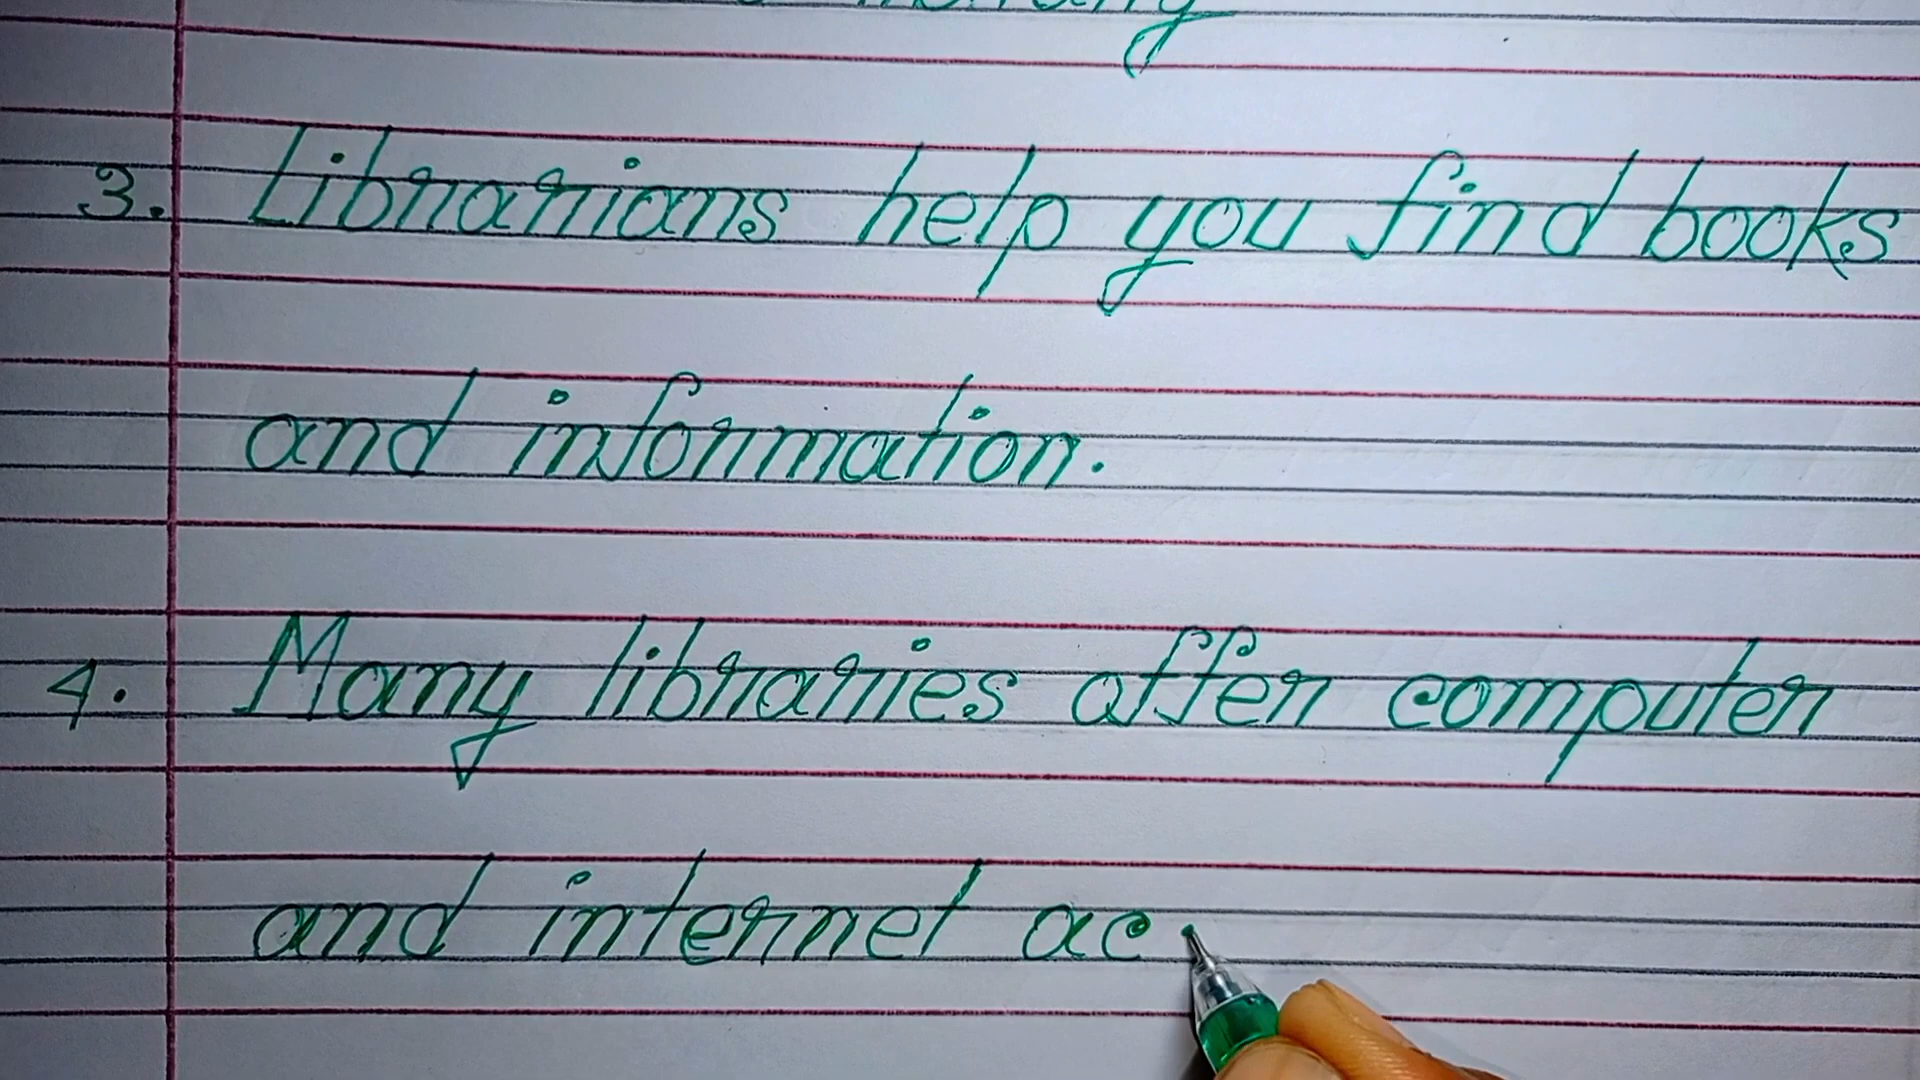 3. Librarians help you find books
and information.
4. Many libraries offer computer
and internet ac